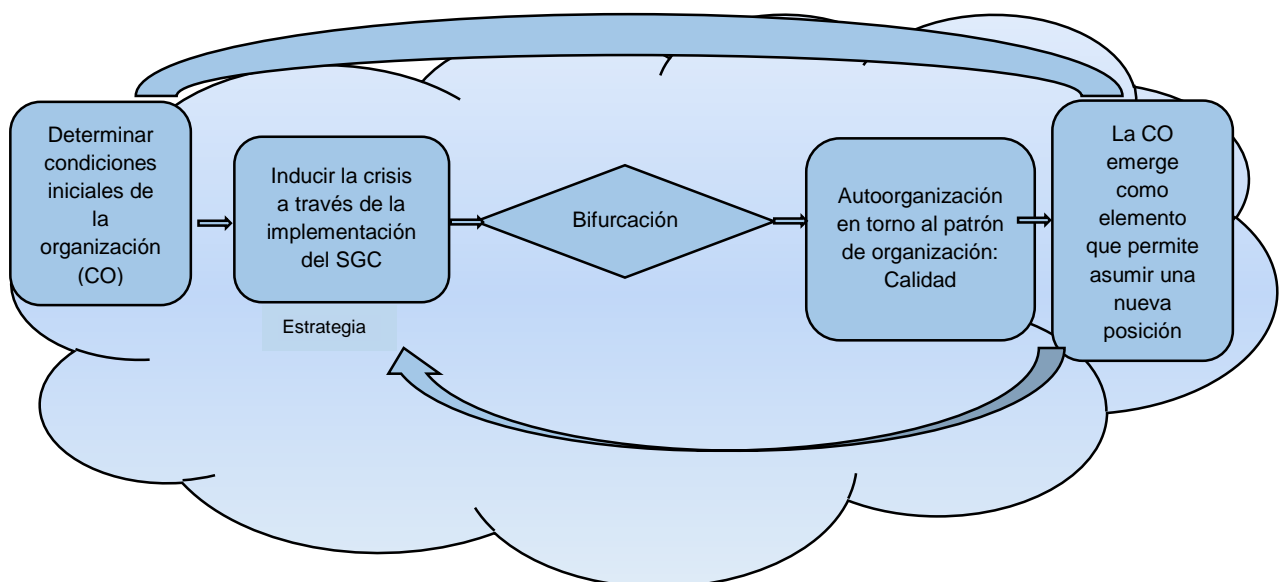 Determinar
condiciones
iniciales de
la
organización
(CO)
Inducir la crisis
a través de la
implementación
del SGC
Estrategia
Bifurcación
Autoorganización
en torno al patrón
de organización:
Calidad
La CO
emerge
como
elemento
que permite
asumir una
nueva
posición